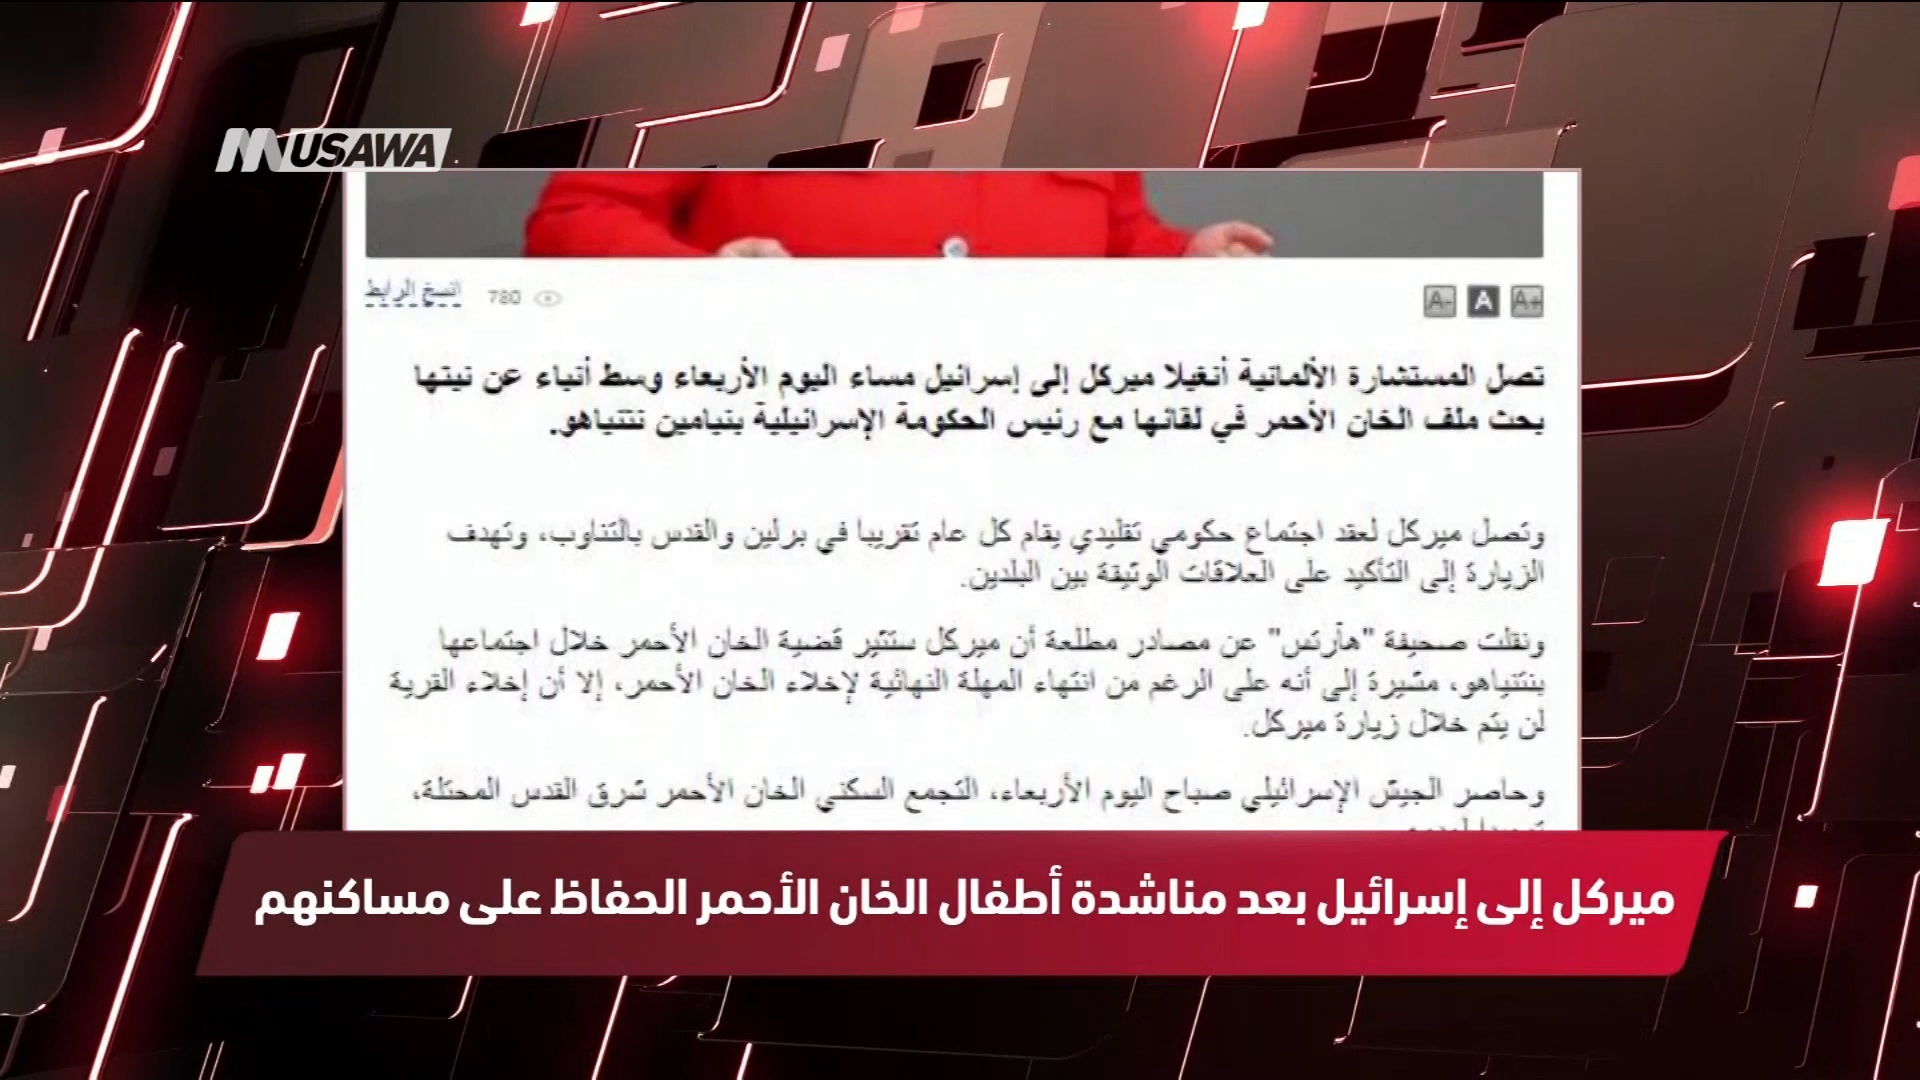 MUSAWA
انسخ الرابط 780 A- A A+
تصل المستشارة الألمانية أنغيلا ميركل إلى إسرائيل مساء اليوم الأربعاء وسط أنباء عن نيتها
بحث ملف الخان الأحمر في لقائها مع رئيس الحكومة الإسرائيلية بنيامين نتنياهو.
وتصل ميركل لعقد اجتماع حكومي تقليدي يقام كل عام تقريبا في برلين والقدس بالتناوب، وتهدف
الزيارة إلى التأكيد على العلاقات الوثيقة بين البلدين.
ونقلت صحيفة "هآرتس" عن مصادر مطلعة أن ميركل ستثير قضية الخان الأحمر خلال اجتماعها
بنتنياهو، مشيرة إلى أنه على الرغم من انتهاء المهلة النهائية لإخلاء الخان الأحمر، إلا أن إخلاء القرية
لن يتم خلال زيارة ميركل.
وحاصر الجيش الإسرائيلي صباح اليوم الأربعاء، التجمع السكني الخان الأحمر شرق القدس المحتلة،
ميركل إلى إسرائيل بعد مناشدة أطفال الخان الأحمر الحفاظ على مساكنهم